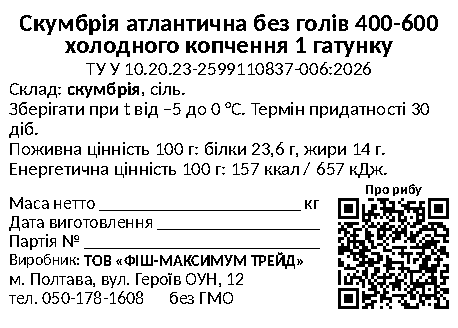 Скумбрія атлантична без голів 400-600
холодного копчення 1 гатунку
ТУ У 10.20.23-2599110837-006:2026
Склад: скумбрія, сіль.
Зберігати при t від –5 до 0 °С. Термін придатності 30
діб.
Поживна цінність 100 г: білки 23,6 г, жири 14 г.
Енергетична цінність 100 г: 157 ккал / 657 кДж.
Про рибу
Маса нетто ______________________ кг
Дата виготовлення __________________
Партія № __________________________
Виробник: ТОВ «ФІШ-МАКСИМУМ ТРЕЙД»
м. Полтава, вул. Героїв ОУН, 12
тел. 050-178-1608 без ГМО